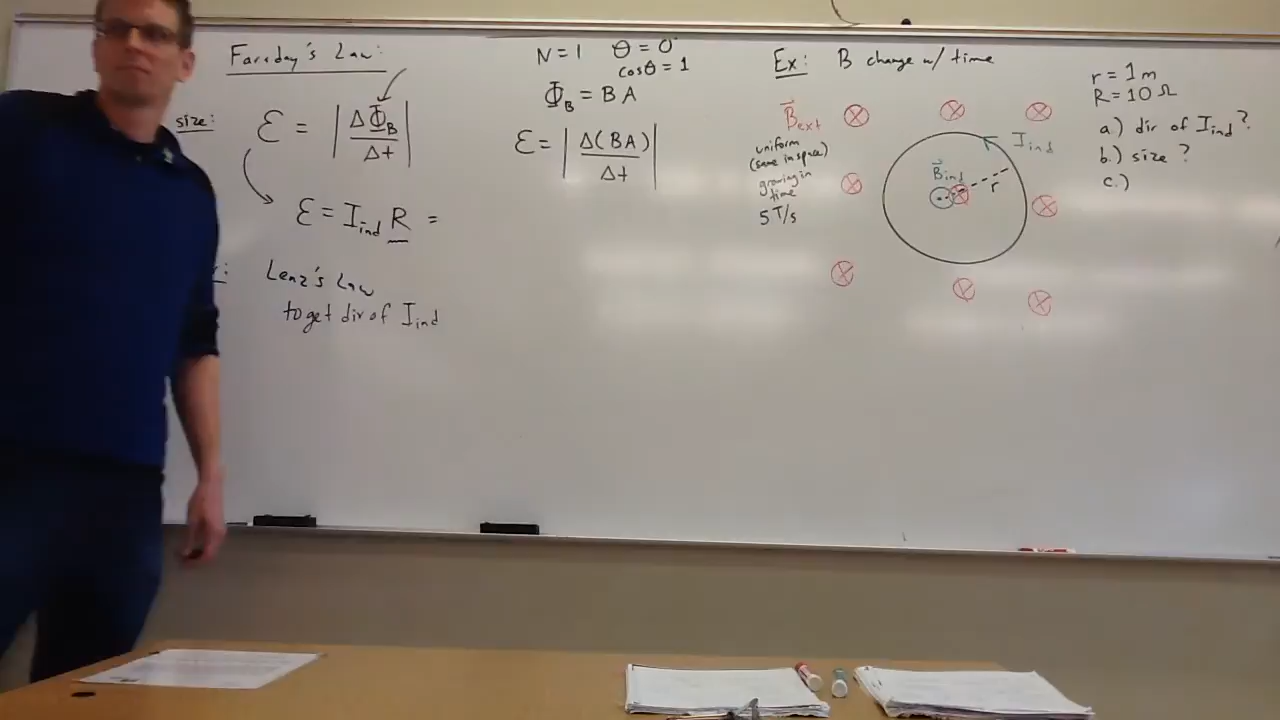 Faraday's Law:
size: ℰ = | ΔΦ_B / Δt |
ℰ = I_ind R =
Lenz's Law
to get dir of I_ind
N = 1 θ = 0°
cosθ = 1
Φ_B = B A
ℰ = | Δ(BA) / Δt |
Ex: B change w/ time
B_ext
uniform
(same in space)
growing in
time
5 T/s
I_ind
B_ind
r
r = 1 m
R = 10 Ω
a.) dir of I_ind?
b.) size?
c.)